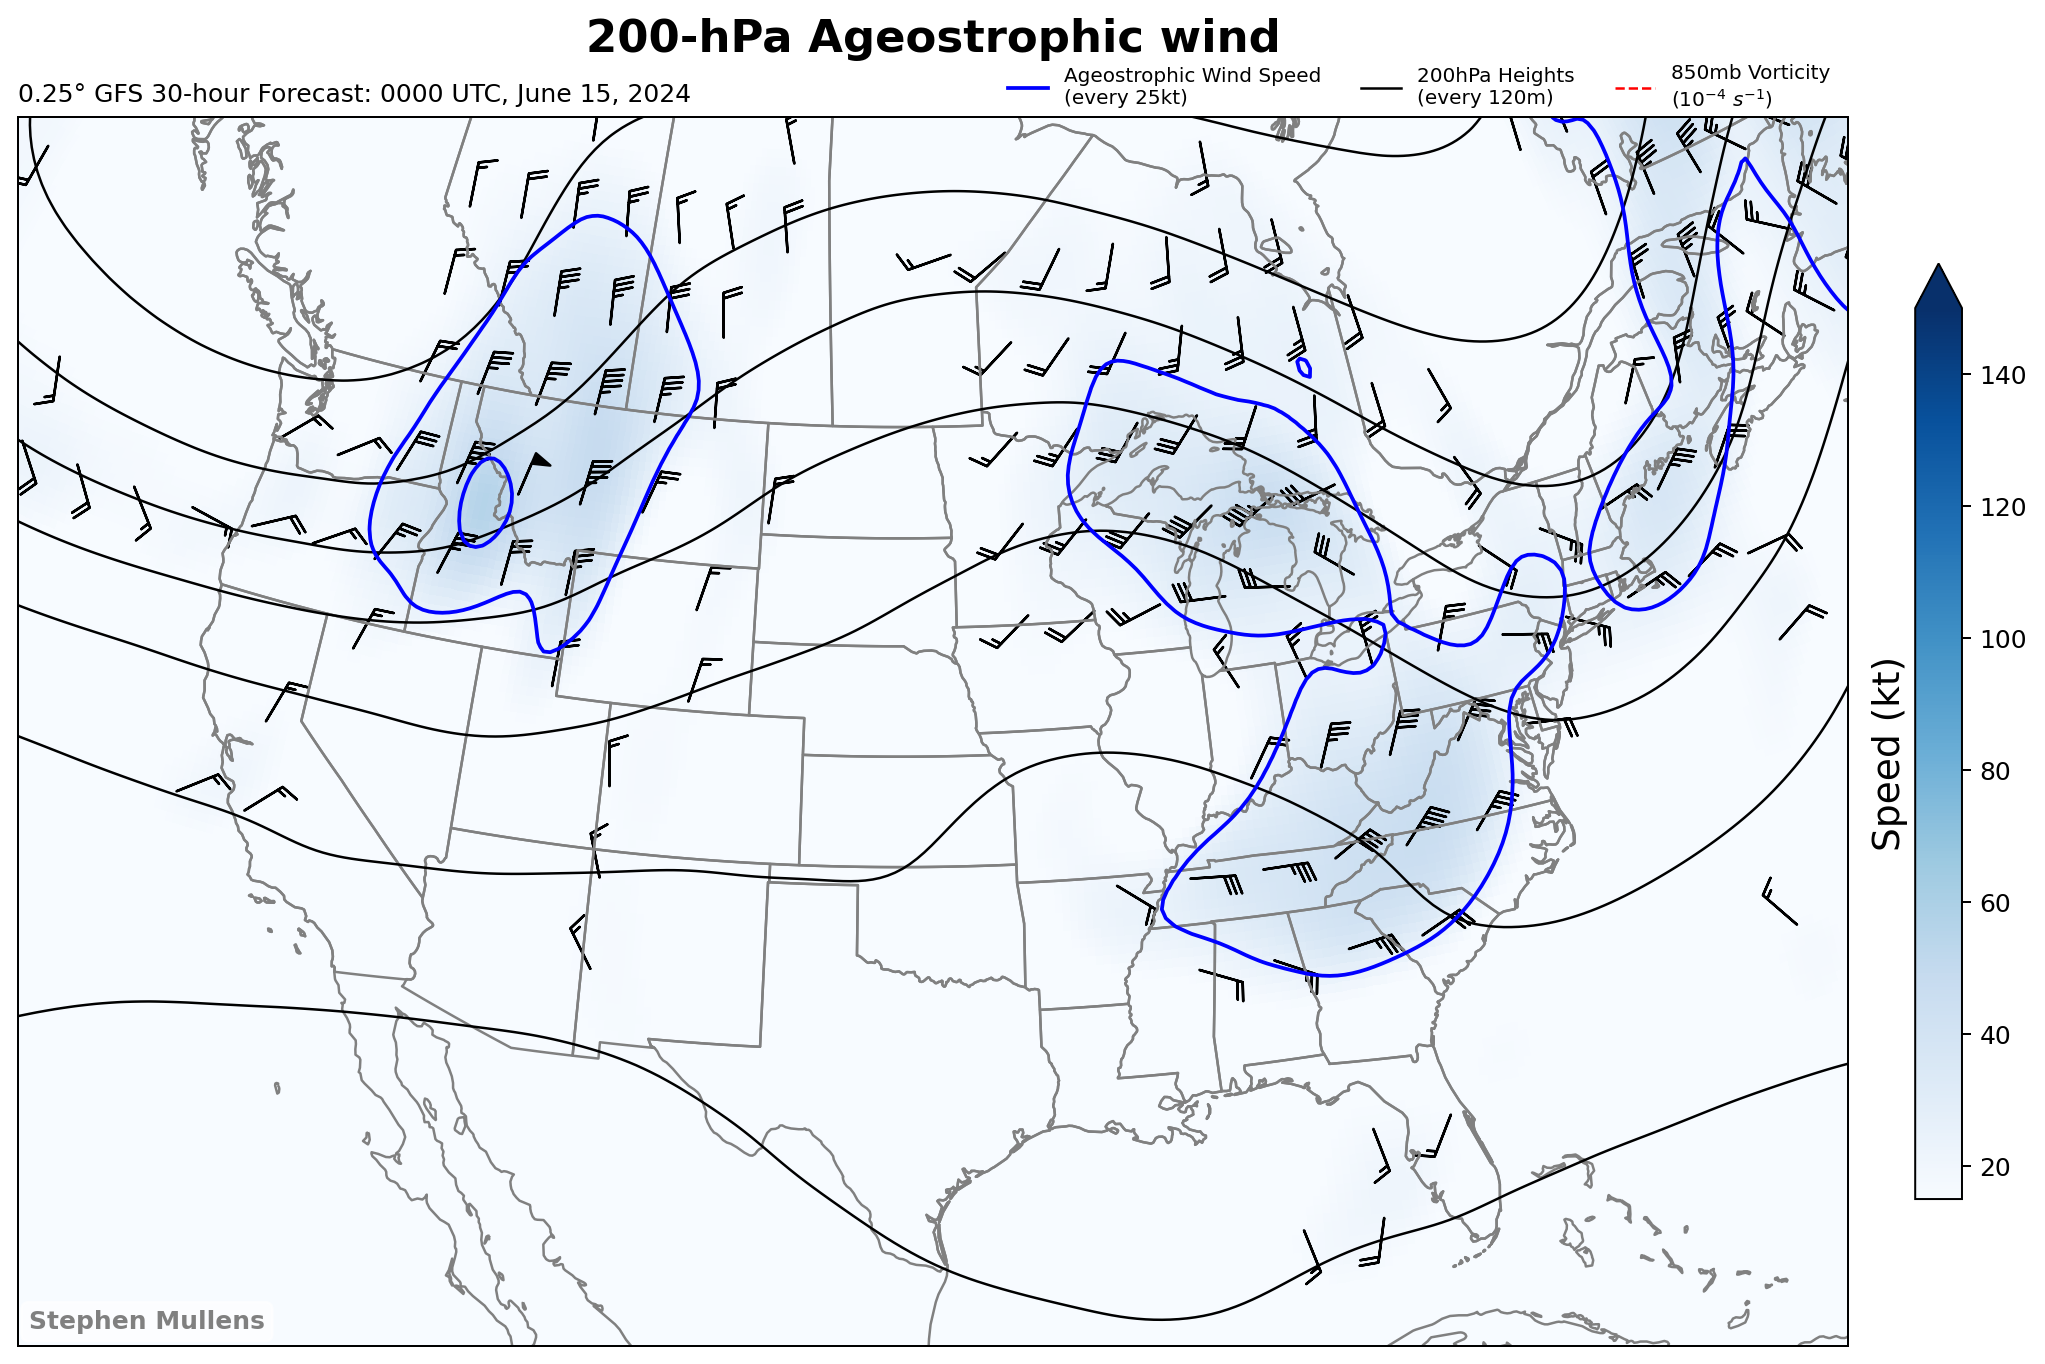 200-hPa Ageostrophic wind
0.25° GFS 30-hour Forecast: 0000 UTC, June 15, 2024
Ageostrophic Wind Speed
(every 25kt)
200hPa Heights
(every 120m)
850mb Vorticity
(10⁻⁴ s⁻¹)
140
120
100
80
60
40
20
Speed (kt)
Stephen Mullens